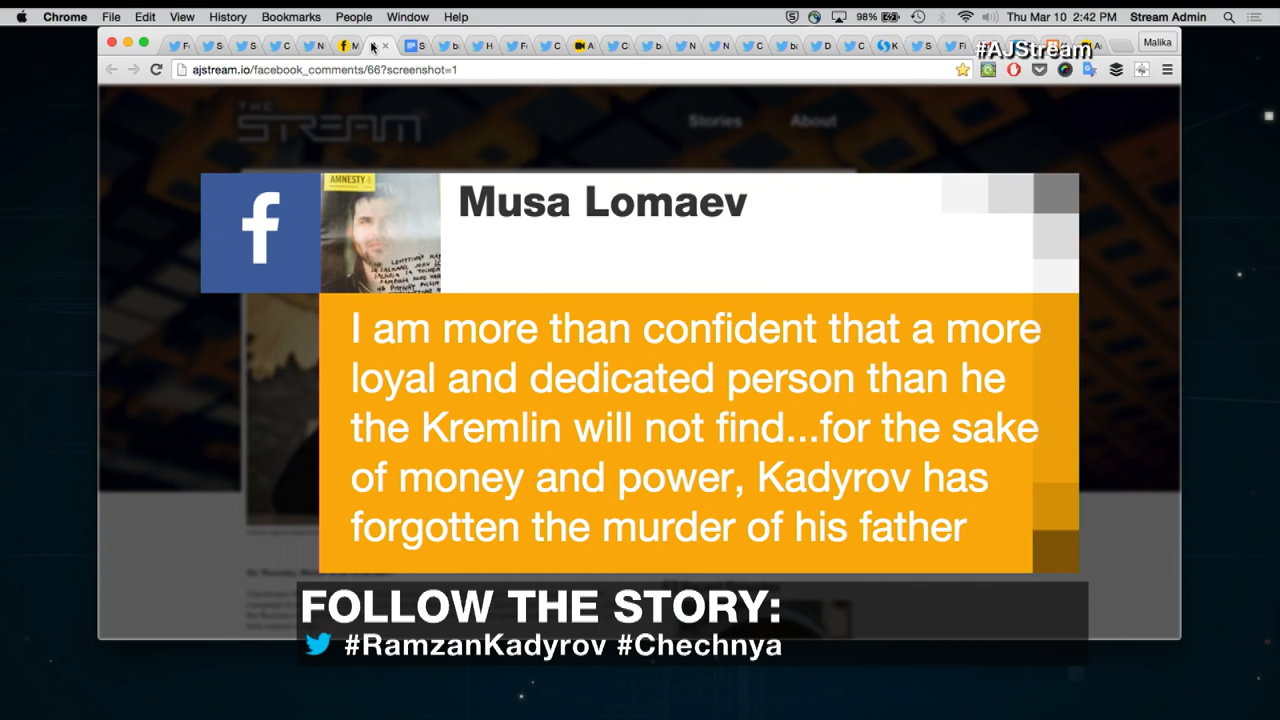 Chrome File Edit View History Bookmarks People Window Help 98% Thu Mar 10 2:42 PM Stream Admin
Malika
#AJStream
ajstream.io/facebook_comments/66?screenshot=1
THE
STREAM
Stories About
AMNESTY
Musa Lomaev
I am more than confident that a more
loyal and dedicated person than he
the Kremlin will not find...for the sake
of money and power, Kadyrov has
forgotten the murder of his father
FOLLOW THE STORY:
#RamzanKadyrov #Chechnya